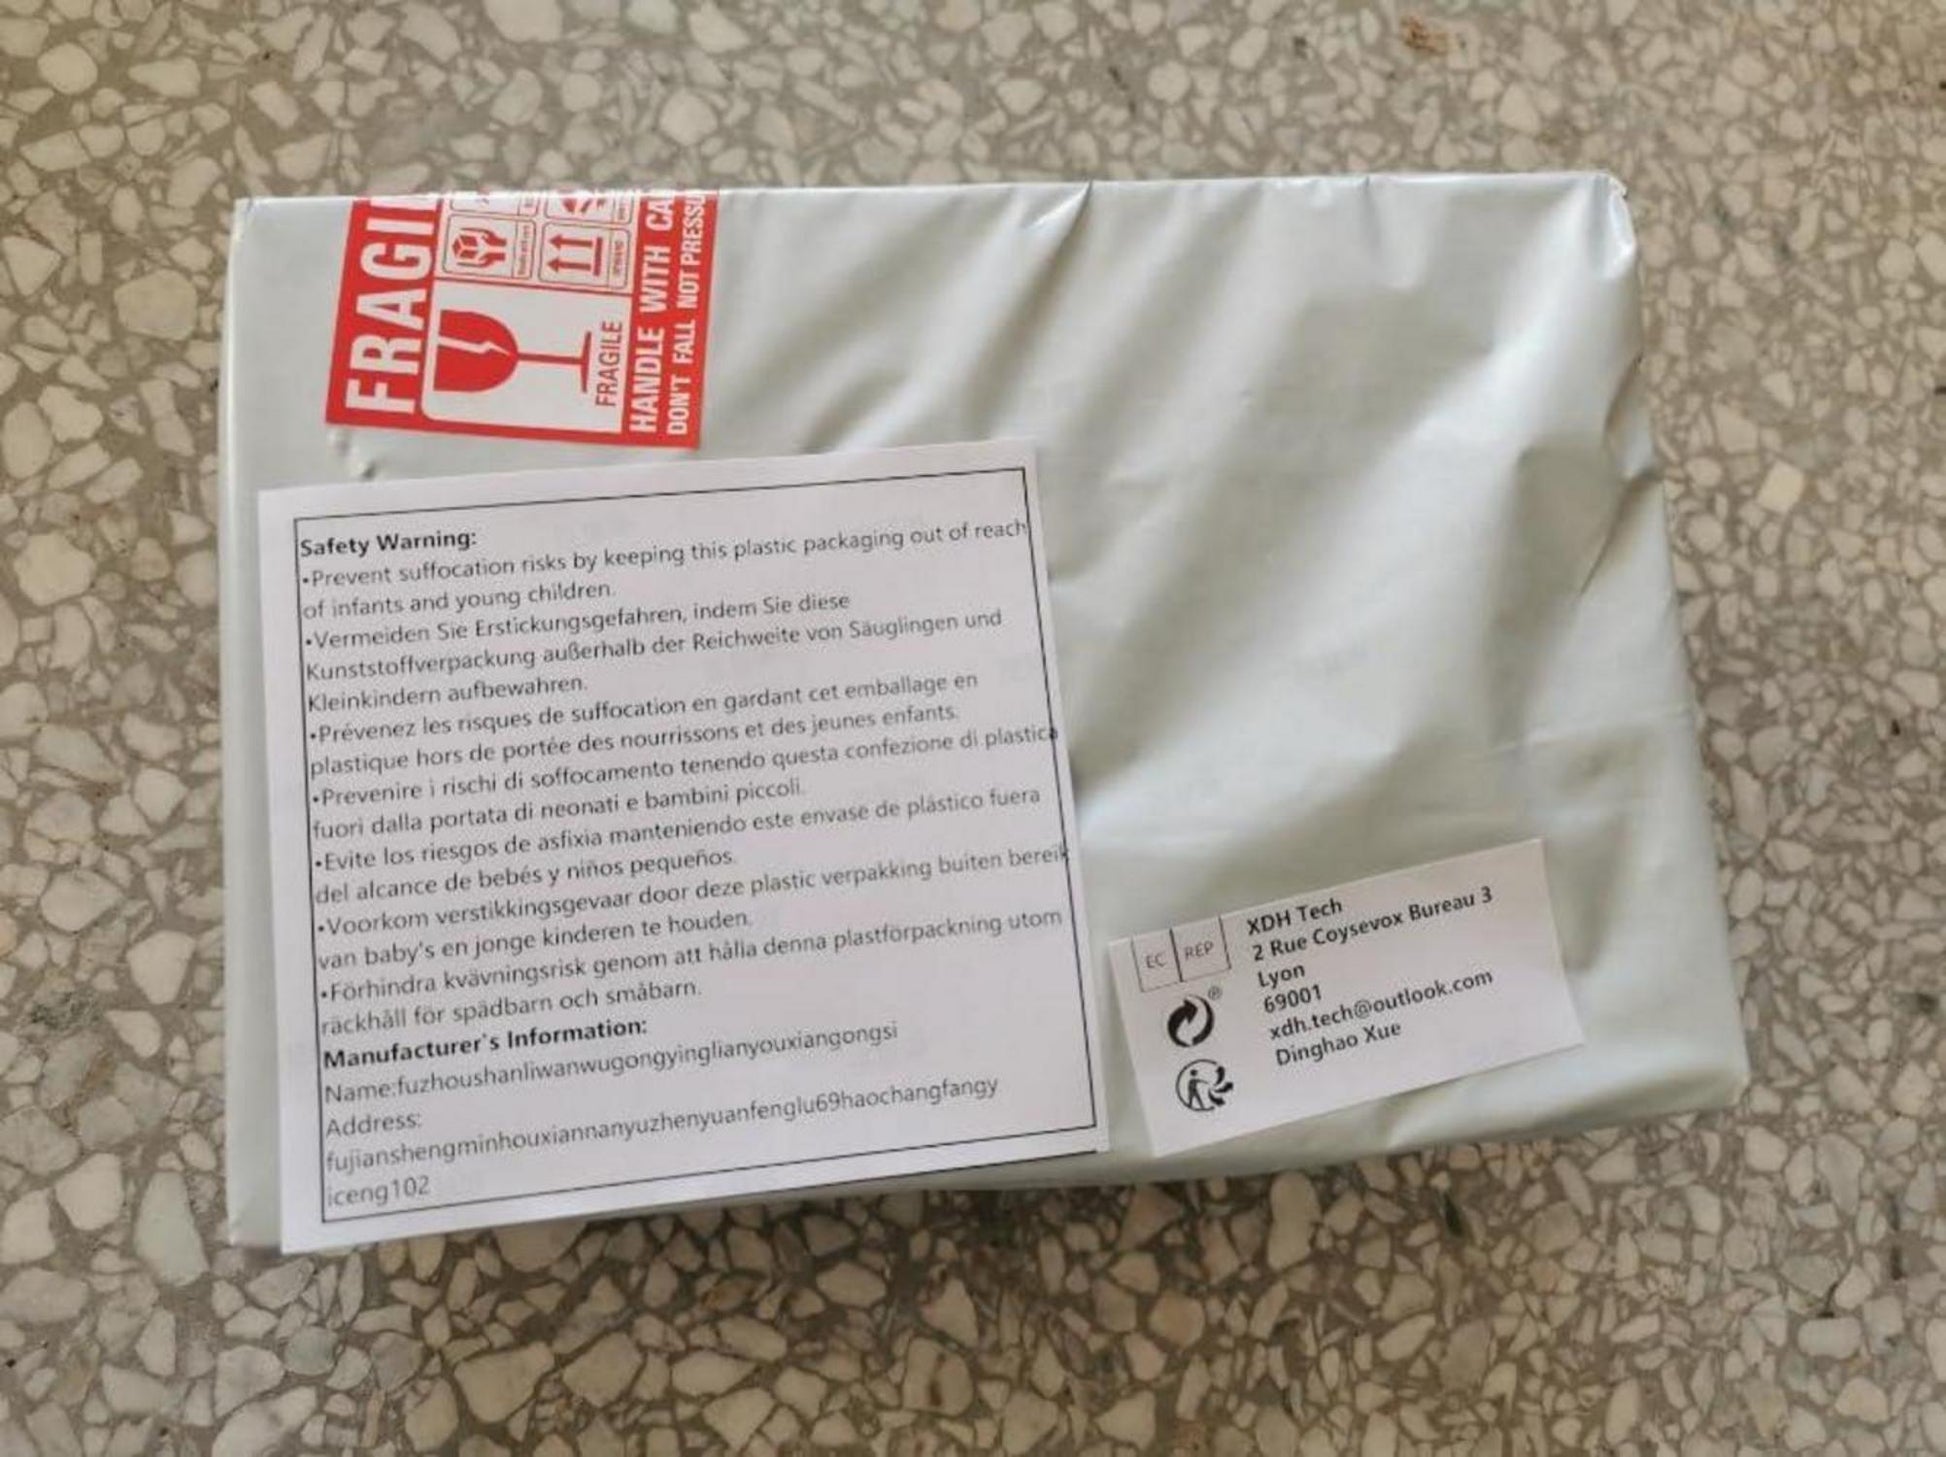 FRAGI
FRAGILE
HANDLE WITH CA
DON'T FALL NOT PRESSU
Safety Warning:
•Prevent suffocation risks by keeping this plastic packaging out of reach
of infants and young children.
•Vermeiden Sie Erstickungsgefahren, indem Sie diese
Kunststoffverpackung außerhalb der Reichweite von Säuglingen und
Kleinkindern aufbewahren.
•Prévenez les risques de suffocation en gardant cet emballage en
plastique hors de portée des nourrissons et des jeunes enfants.
•Prevenire i rischi di soffocamento tenendo questa confezione di plastica
fuori dalla portata di neonati e bambini piccoli.
•Evite los riesgos de asfixia manteniendo este envase de plástico fuera
del alcance de bebés y niños pequeños.
•Voorkom verstikkingsgevaar door deze plastic verpakking buiten bereik
van baby's en jonge kinderen te houden.
•Förhindra kvävningsrisk genom att hålla denna plastförpackning utom
räckhåll för spädbarn och småbarn.
Manufacturer's Information:
Name:fuzhoushanliwanwugongyinglianyouxiangongsi
Address:
fujianshengminhouxiannanyuzhenyuanfenglu69haochangfangy
iceng102
EC REP
XDH Tech
2 Rue Coysevox Bureau 3
Lyon
69001
xdh.tech@outlook.com
Dinghao Xue